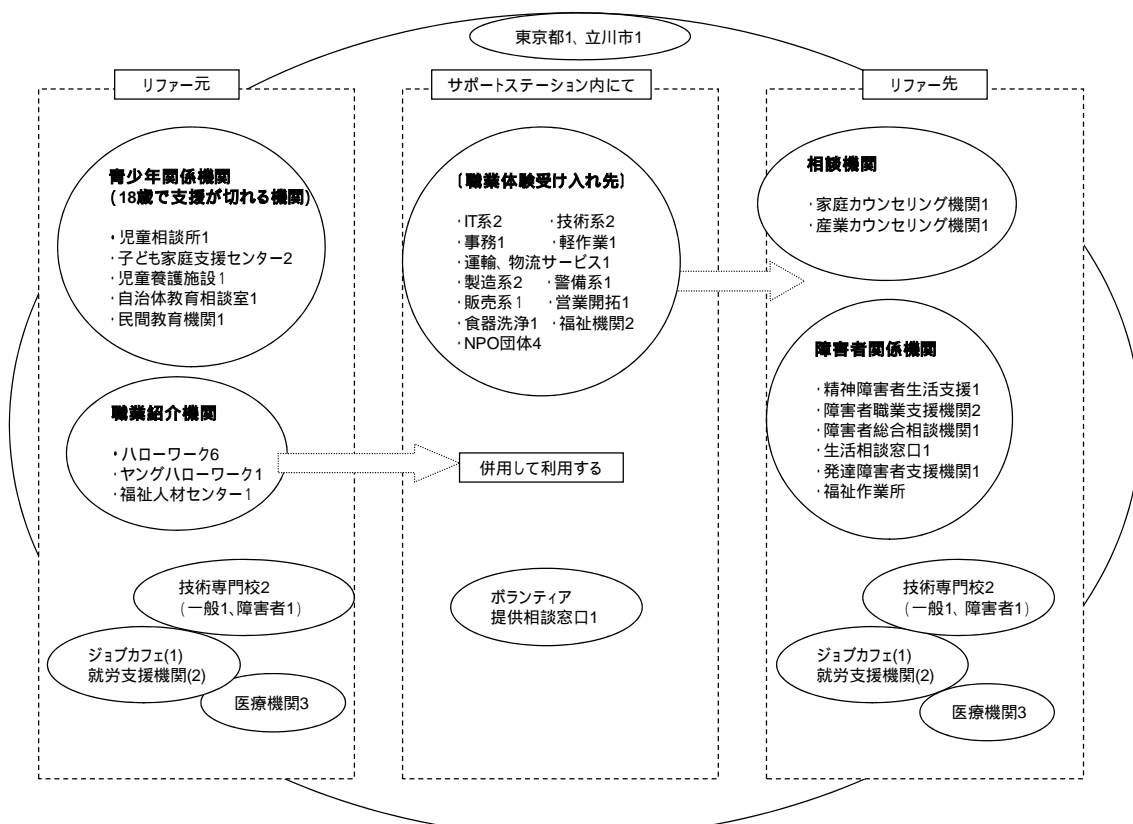 東京都1、立川市1
リファー元
青少年関係機関
(18歳で支援が切れる機関)
・児童相談所1
・子ども家庭支援センター2
・児童養護施設1
・自治体教育相談室1
・民間教育機関1
職業紹介機関
・ハローワーク6
・ヤングハローワーク1
・福祉人材センター1
技術専門校2
(一般1、障害者1)
ジョブカフェ(1)
就労支援機関(2)
医療機関3
サポートステーション内にて
〔職業体験受け入れ先〕
・IT系2 ・技術系2
・事務1 ・軽作業1
・運輸、物流サービス1
・製造系2 ・警備系1
・販売系1 ・営業開拓1
・食器洗浄1 ・福祉機関2
・NPO団体4
併用して利用する
ボランティア
提供相談窓口1
リファー先
相談機関
・家庭カウンセリング機関1
・産業カウンセリング機関1
障害者関係機関
・精神障害者生活支援1
・障害者職業支援機関2
・障害者総合相談機関1
・生活相談窓口1
・発達障害者支援機関1
・福祉作業所
技術専門校2
(一般1、障害者1)
ジョブカフェ(1)
就労支援機関(2)
医療機関3